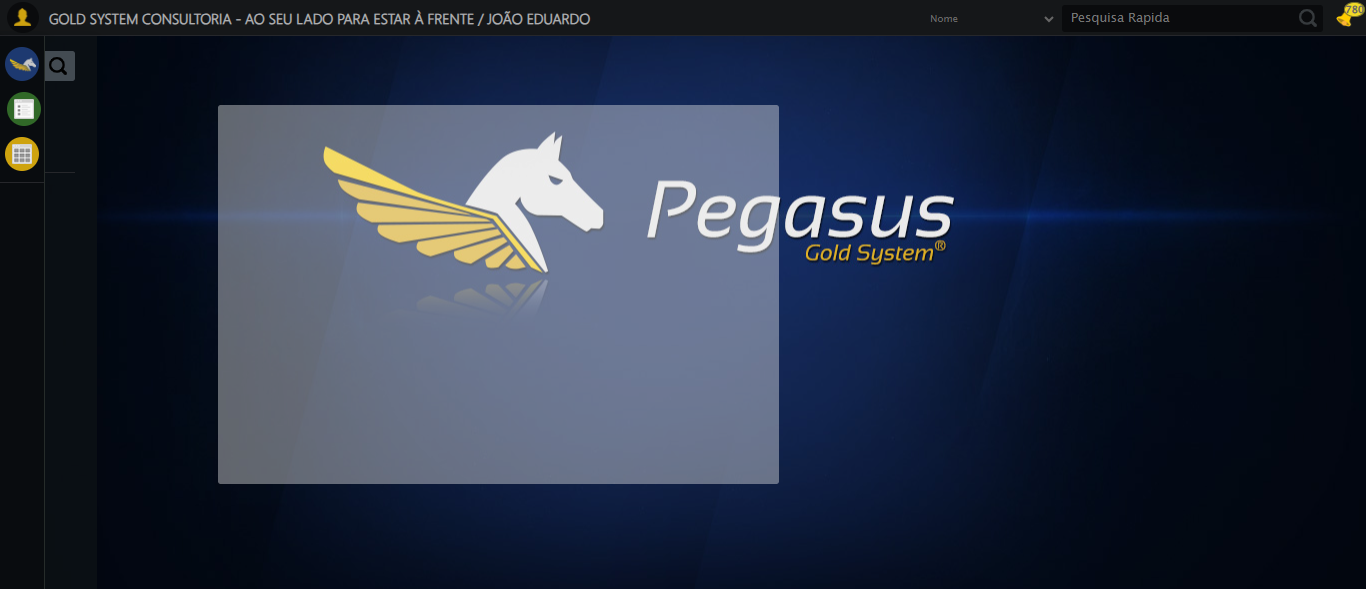 GOLD SYSTEM CONSULTORIA - AO SEU LADO PARA ESTAR À FRENTE / JOÃO EDUARDO
Nome
Pesquisa Rapida
780
Pegasus
Gold System®